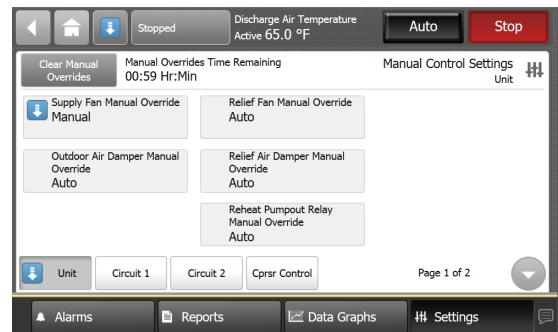 Stopped
Discharge Air Temperature
Active 65.0 °F
Auto
Stop
Clear Manual
Overrides
Manual Overrides Time Remaining
00:59 Hr:Min
Manual Control Settings
Unit
Supply Fan Manual Override
Manual
Relief Fan Manual Override
Auto
Outdoor Air Damper Manual
Override
Auto
Relief Air Damper Manual
Override
Auto
Reheat Pumpout Relay
Manual Override
Auto
Unit
Circuit 1
Circuit 2
Cprsr Control
Page 1 of 2
Alarms
Reports
Data Graphs
Settings